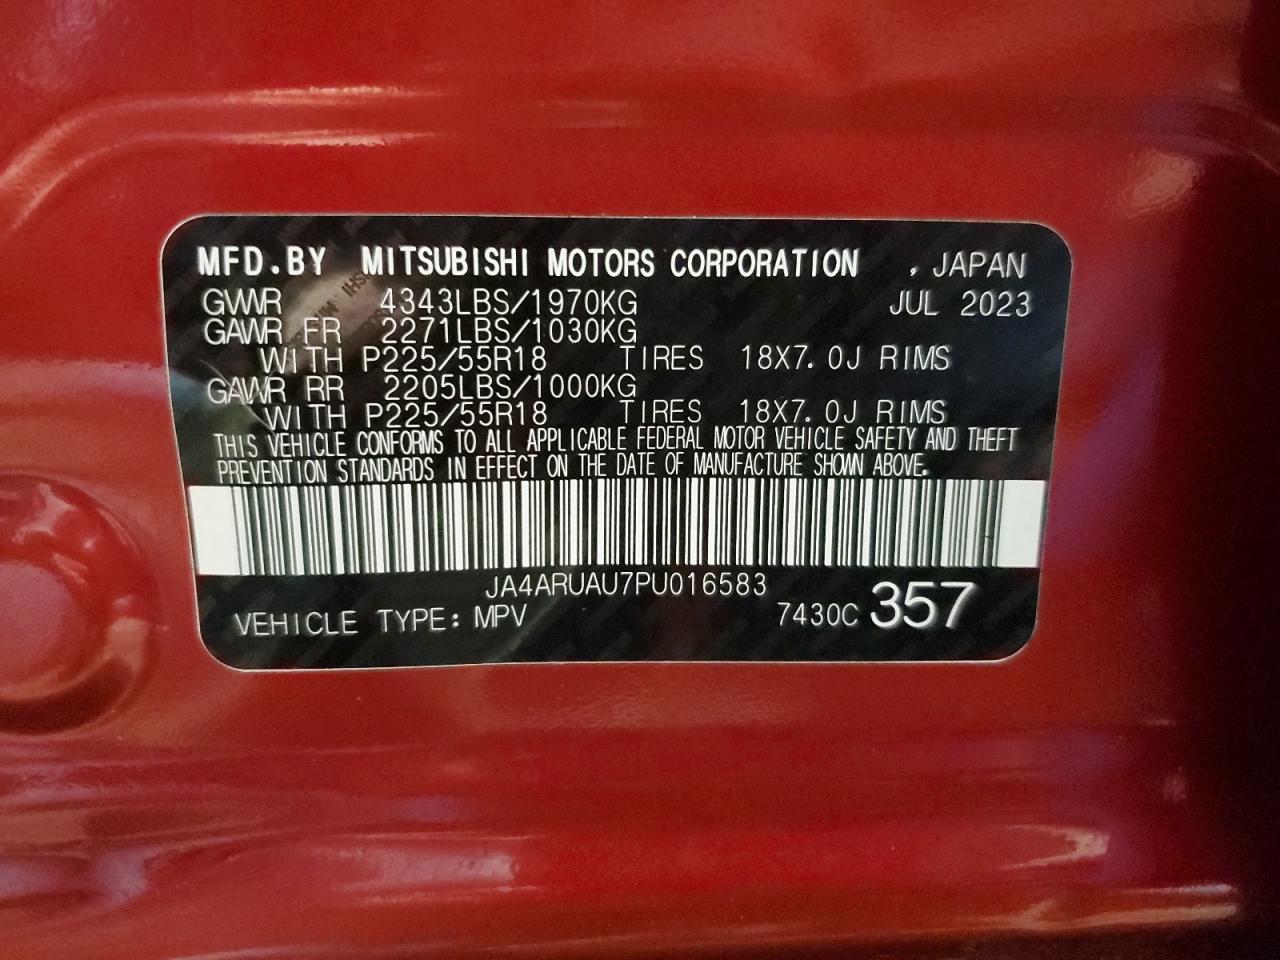 MFD.BY MITSUBISHI MOTORS CORPORATION , JAPAN
GVWR 4343LBS/1970KG JUL 2023
GAWR FR 2271LBS/1030KG
WITH P225/55R18 TIRES 18X7.0J RIMS
GAWR RR 2205LBS/1000KG
WITH P225/55R18 TIRES 18X7.0J RIMS
THIS VEHICLE CONFORMS TO ALL APPLICABLE FEDERAL MOTOR VEHICLE SAFETY AND THEFT
PREVENTION STANDARDS IN EFFECT ON THE DATE OF MANUFACTURE SHOWN ABOVE.
JA4ARUAU7PU016583
VEHICLE TYPE: MPV 7430C 357